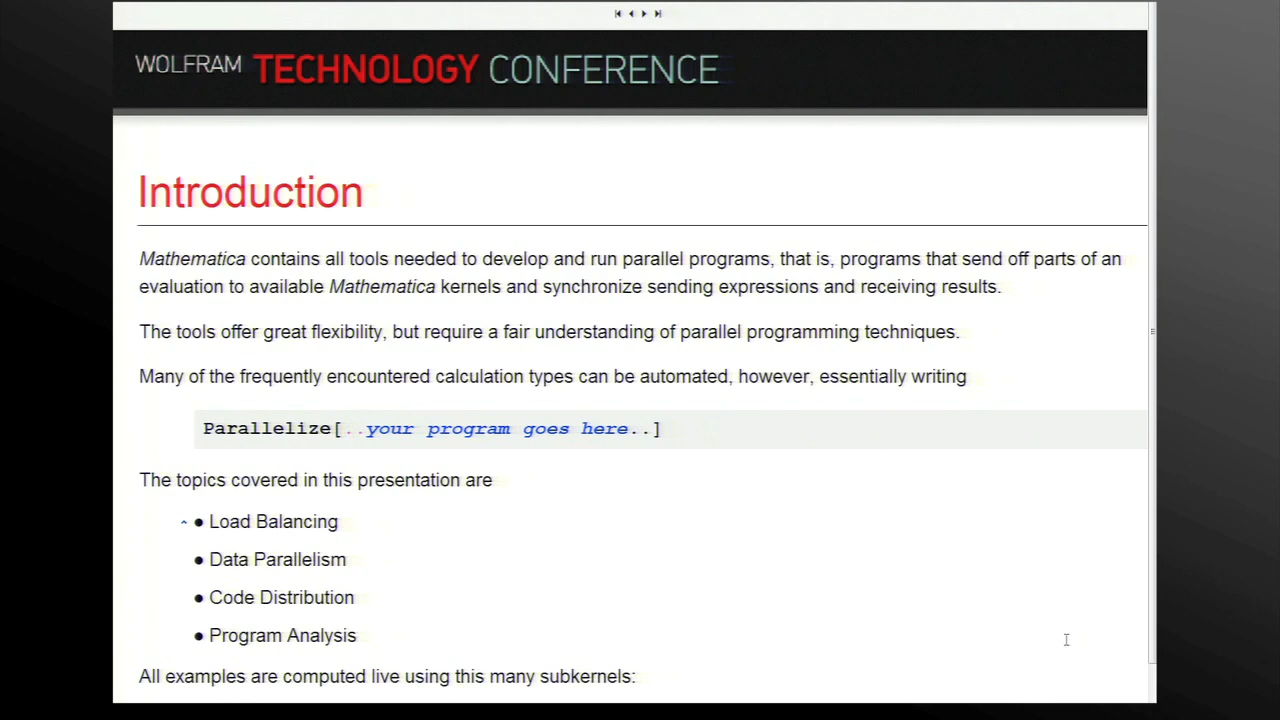 WOLFRAM TECHNOLOGY CONFERENCE
Introduction
Mathematica contains all tools needed to develop and run parallel programs, that is, programs that send off parts of an
evaluation to available Mathematica kernels and synchronize sending expressions and receiving results.
The tools offer great flexibility, but require a fair understanding of parallel programming techniques.
Many of the frequently encountered calculation types can be automated, however, essentially writing
Parallelize[..your program goes here..]
The topics covered in this presentation are
● Load Balancing
● Data Parallelism
● Code Distribution
● Program Analysis
All examples are computed live using this many subkernels: